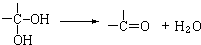 –C–OH ⟶ –C=O + H₂O
OH